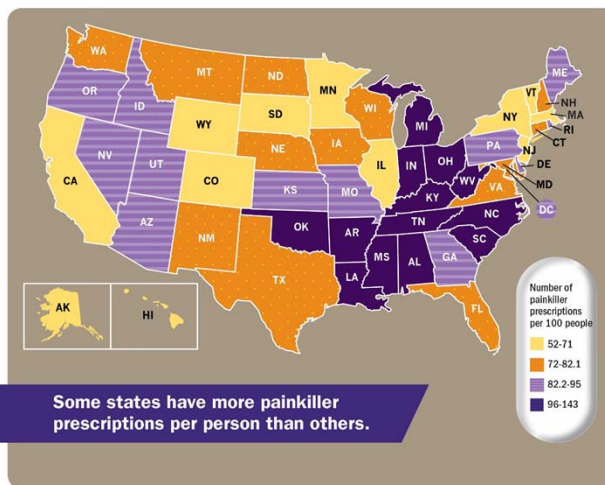 WA
MT
ND
MN
ME
OR
ID
SD
WI
VT
NH
NY
MA
WY
MI
RI
CT
IA
NE
PA
NJ
NV
OH
DE
IL
IN
UT
CO
WV
MD
CA
KS
MO
VA
KY
DC
NC
TN
AZ
OK
AR
SC
NM
MS
AL
GA
LA
TX
FL
AK
HI
Number of
painkiller
prescriptions
per 100 people
52-71
72-82.1
82.2-95
96-143
Some states have more painkiller
prescriptions per person than others.